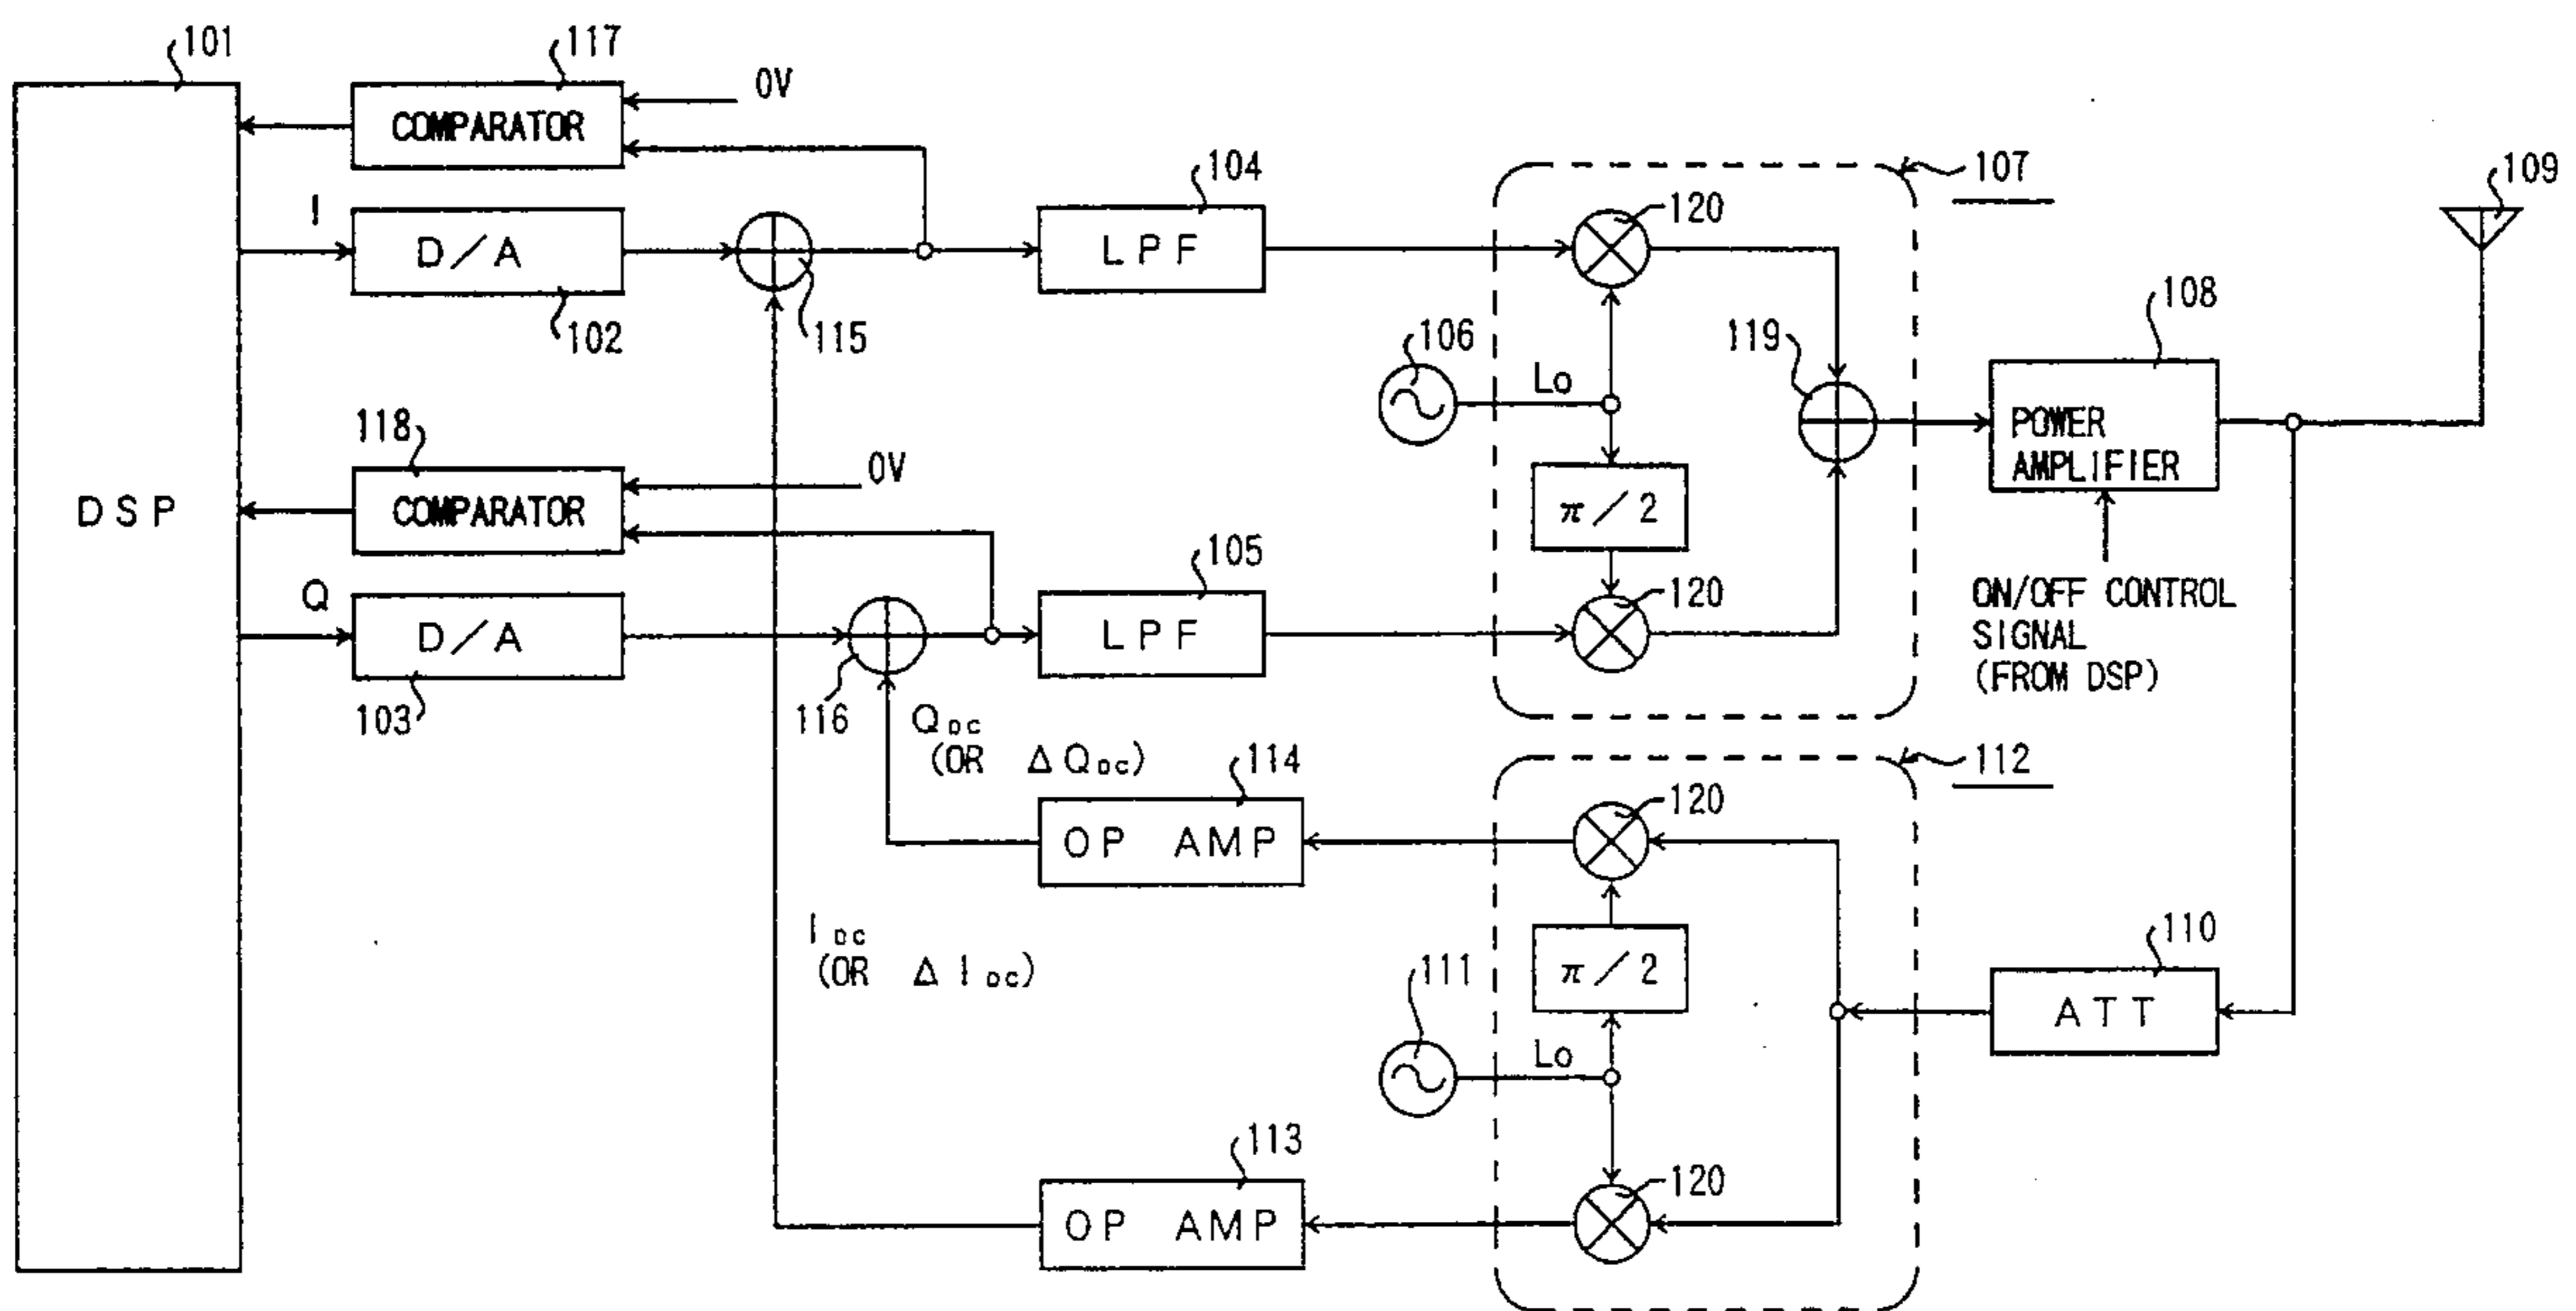 101
117
0V
COMPARATOR
I
D/A
102
115
104
LPF
107
120
109
106
Lo
119
108
POWER
AMPLIFIER
π/2
118
0V
DSP
COMPARATOR
Q
D/A
103
116
105
LPF
120
ON/OFF CONTROL
SIGNAL
(FROM DSP)
QDC
(OR ΔQDC)
114
OP AMP
112
120
IDC
(OR ΔIDC)
π/2
111
Lo
110
ATT
113
OP AMP
120